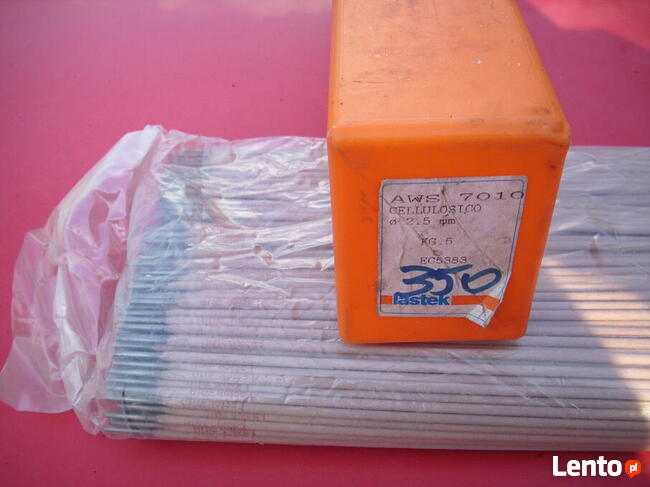 AWS 7010
CELLULOSICO
ø 2.5 mm
KG.5
EC5383
350
lastek
Lento.pl